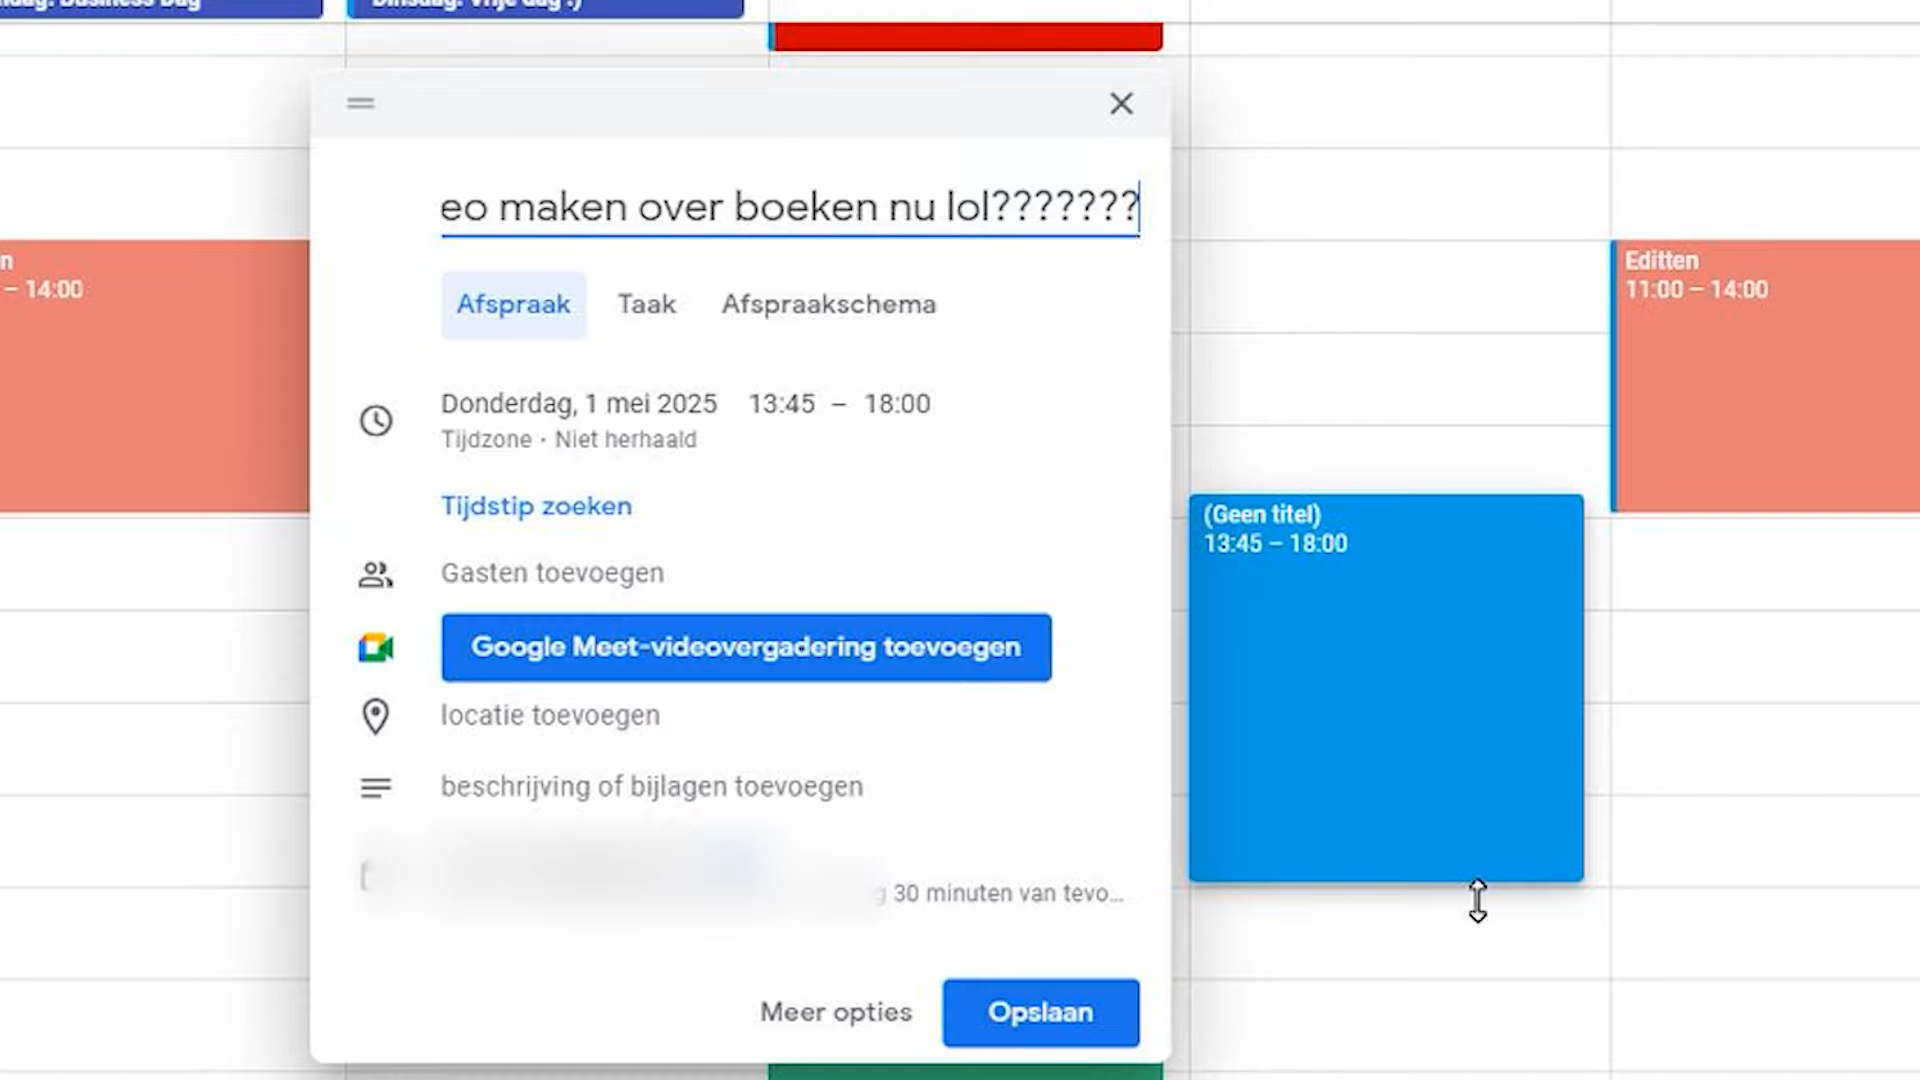 Business Dag
Dinsdag: Vrije dag :)
eo maken over boeken nu lol???????
Afspraak Taak Afspraakschema
Donderdag, 1 mei 2025 13:45 – 18:00
Tijdzone · Niet herhaald
Tijdstip zoeken
Gasten toevoegen
Google Meet-videovergadering toevoegen
locatie toevoegen
beschrijving of bijlagen toevoegen
30 minuten van tevo...
Meer opties Opslaan
n
– 14:00
(Geen titel)
13:45 – 18:00
Editten
11:00 – 14:00